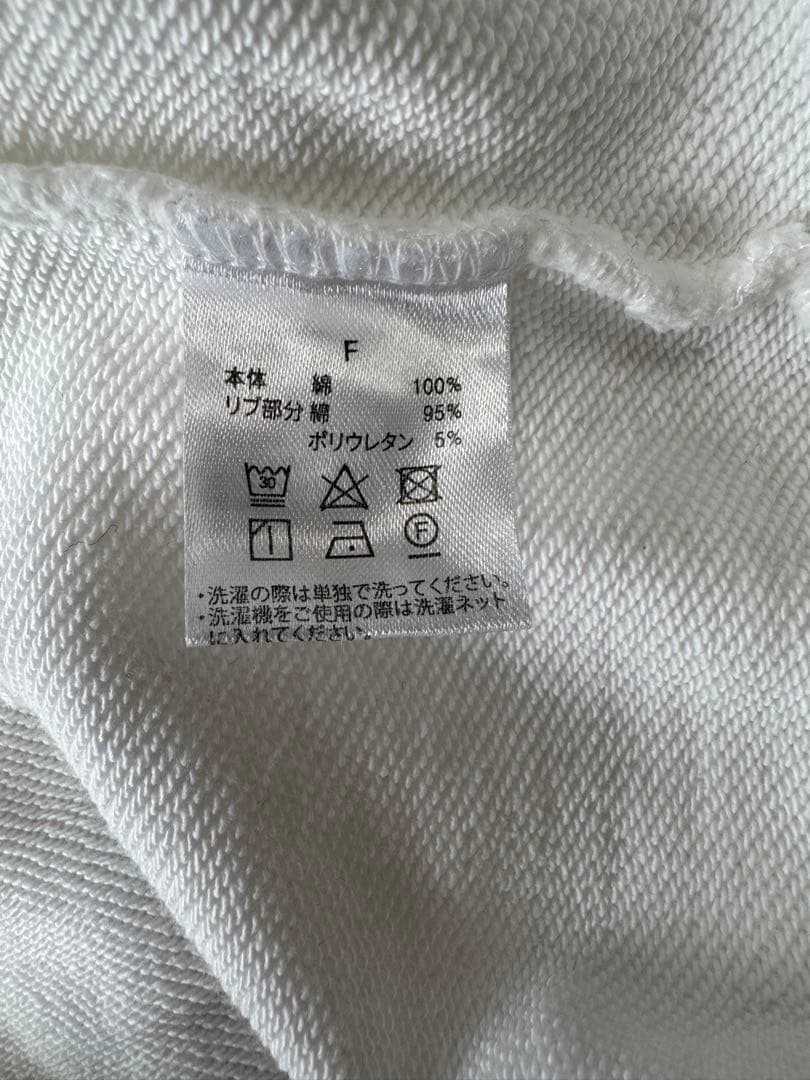 F
本体 綿 100%
リブ部分 綿 95%
ポリウレタン 5%
30
F
・洗濯の際は単独で洗ってください。
・洗濯機をご使用の際は洗濯ネット
に入れてください。